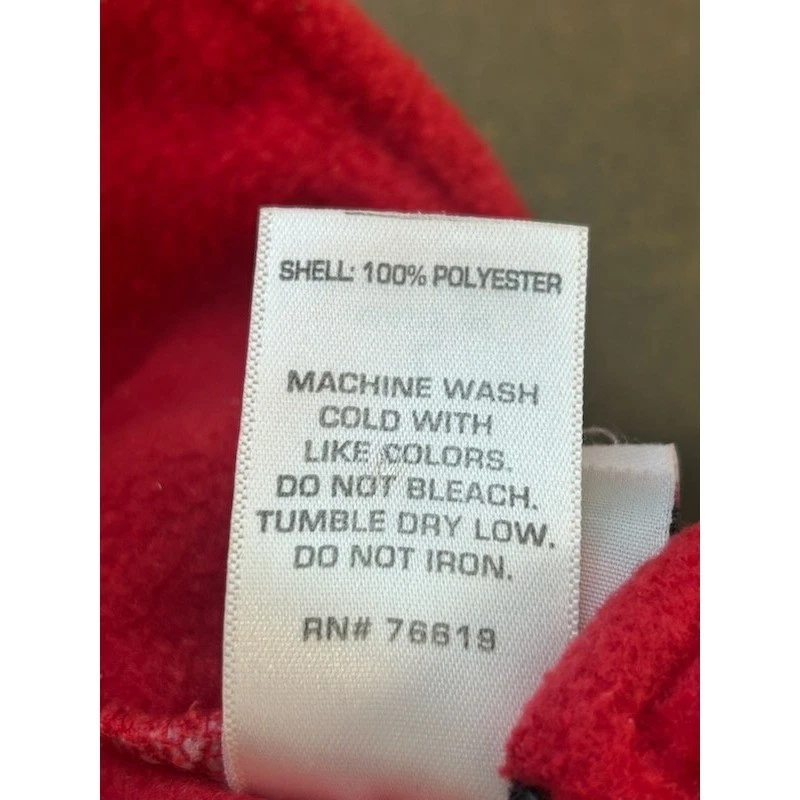 SHELL: 100% POLYESTER
MACHINE WASH
COLD WITH
LIKE COLORS.
DO NOT BLEACH.
TUMBLE DRY LOW.
DO NOT IRON.
RN# 76619